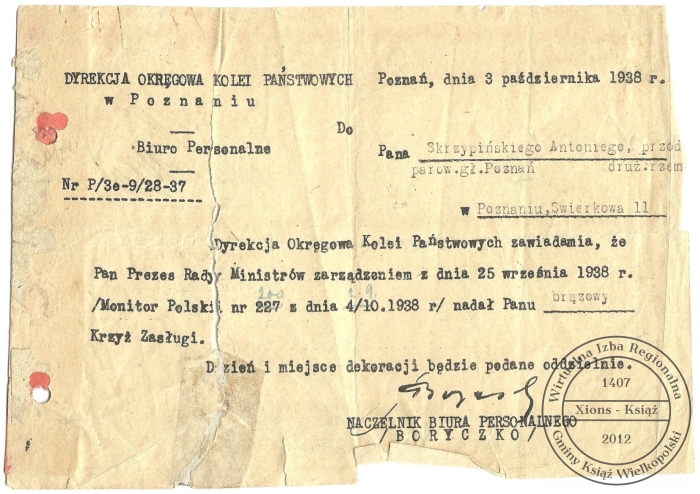 DYREKCJA OKRĘGOWA KOLEI PAŃSTWOWYCH
w Poznaniu
Poznań, dnia 3 października 1938 r.
Biuro Personalne
Nr P/3e-9/28-37
Do
Pana Skrzypińskiego Antoniego, przod
parow.gł.Poznań druż.rzem
w Poznaniu,Swierkowa 11
Dyrekcja Okręgowa Kolei Państwowych zawiadamia, że
Pan Prezes Rady Ministrów zarządzeniem z dnia 25 września 1938 r.
/Monitor Polski nr 227 z dnia 4/10.1938 r/ nadał Panu brązowy
Krzyż Zasługi.
Dzień i miejsce dekoracji będzie podane oddzielnie.
NACZELNIK BIURA PERSONALNEGO
/BORYCZKO/
Wirtualna Izba Regionalna
1407
Xions - Książ
2012
Gminy Książ Wielkopolski